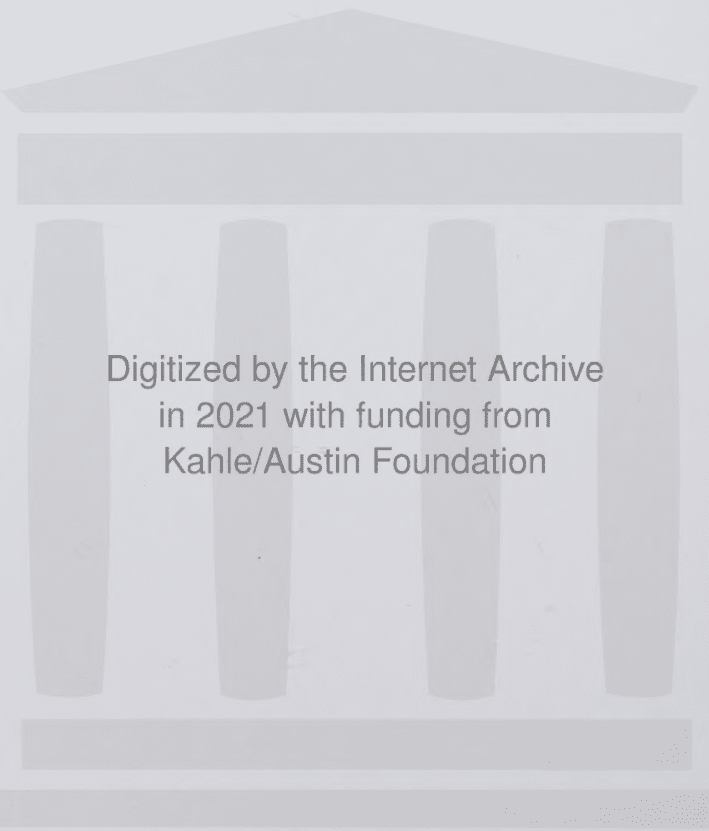 Digitized by the Internet Archive
in 2021 with funding from
Kahle/Austin Foundation